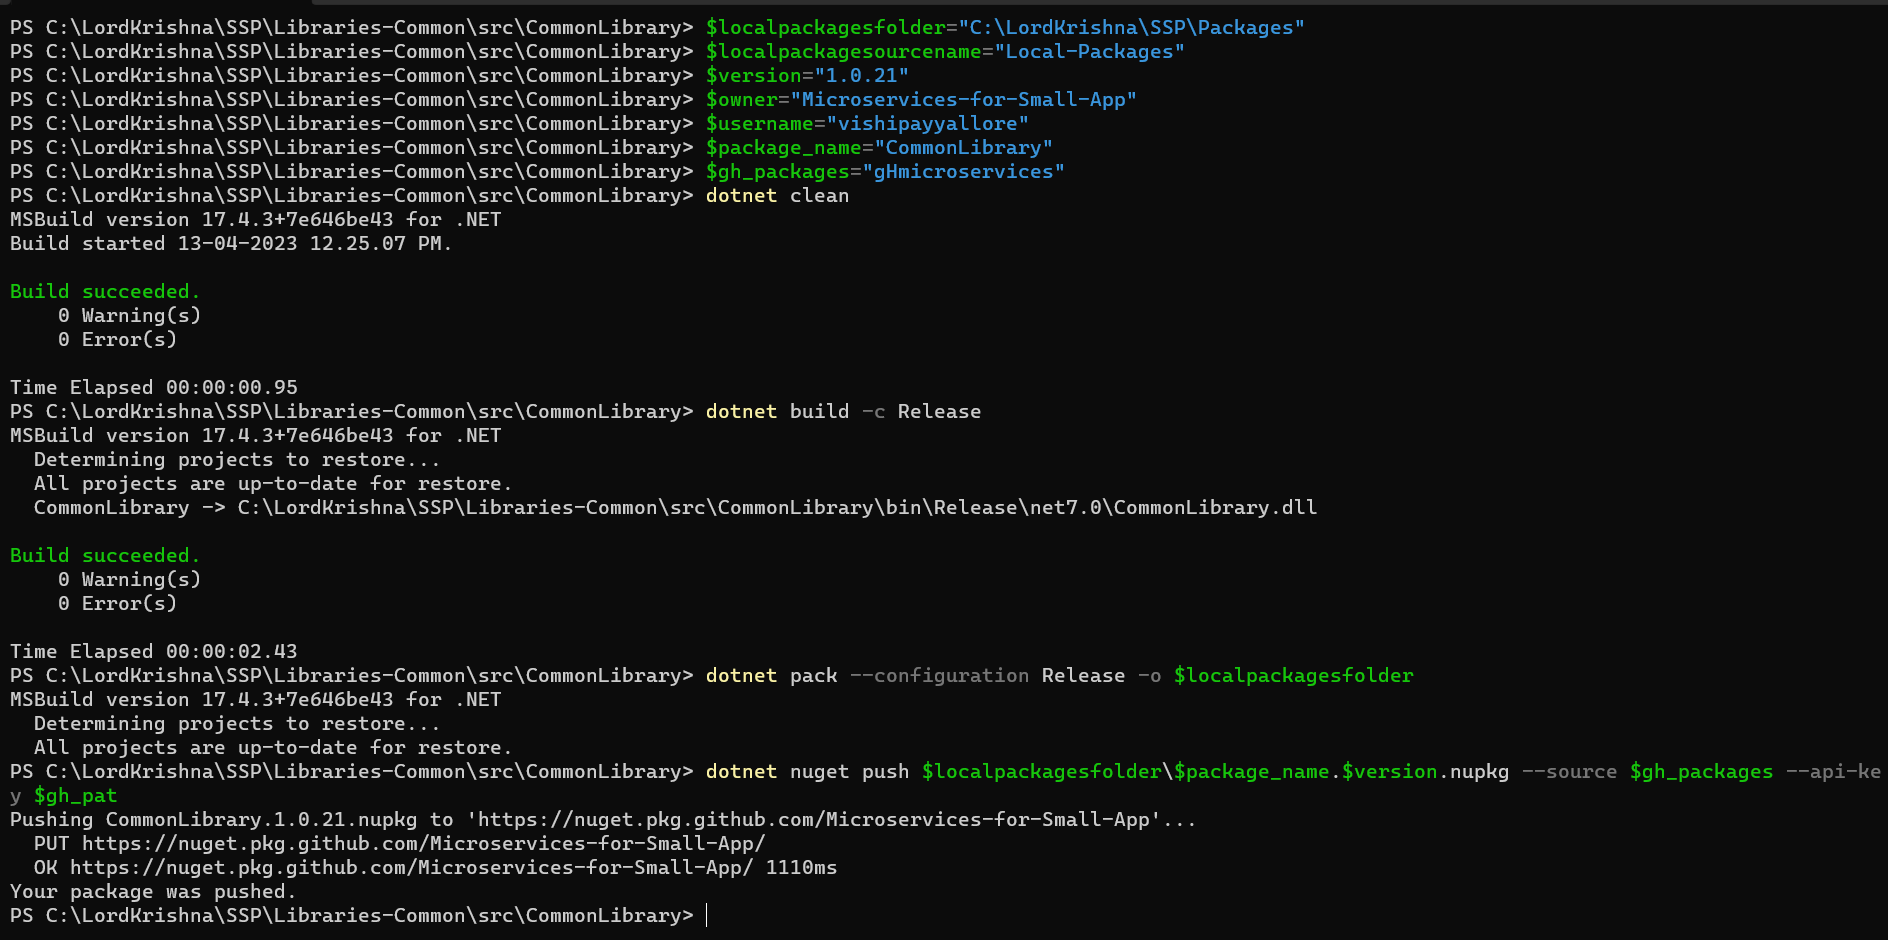 PS C:\LordKrishna\SSP\Libraries-Common\src\CommonLibrary> $localpackagesfolder="C:\LordKrishna\SSP\Packages"
PS C:\LordKrishna\SSP\Libraries-Common\src\CommonLibrary> $localpackagesourcename="Local-Packages"
PS C:\LordKrishna\SSP\Libraries-Common\src\CommonLibrary> $version="1.0.21"
PS C:\LordKrishna\SSP\Libraries-Common\src\CommonLibrary> $owner="Microservices-for-Small-App"
PS C:\LordKrishna\SSP\Libraries-Common\src\CommonLibrary> $username="vishipayyallore"
PS C:\LordKrishna\SSP\Libraries-Common\src\CommonLibrary> $package_name="CommonLibrary"
PS C:\LordKrishna\SSP\Libraries-Common\src\CommonLibrary> $gh_packages="gHmicroservices"
PS C:\LordKrishna\SSP\Libraries-Common\src\CommonLibrary> dotnet clean
MSBuild version 17.4.3+7e646be43 for .NET
Build started 13-04-2023 12.25.07 PM.
Build succeeded.
    0 Warning(s)
    0 Error(s)
Time Elapsed 00:00:00.95
PS C:\LordKrishna\SSP\Libraries-Common\src\CommonLibrary> dotnet build -c Release
MSBuild version 17.4.3+7e646be43 for .NET
  Determining projects to restore...
  All projects are up-to-date for restore.
  CommonLibrary -> C:\LordKrishna\SSP\Libraries-Common\src\CommonLibrary\bin\Release\net7.0\CommonLibrary.dll
Build succeeded.
    0 Warning(s)
    0 Error(s)
Time Elapsed 00:00:02.43
PS C:\LordKrishna\SSP\Libraries-Common\src\CommonLibrary> dotnet pack --configuration Release -o $localpackagesfolder
MSBuild version 17.4.3+7e646be43 for .NET
  Determining projects to restore...
  All projects are up-to-date for restore.
PS C:\LordKrishna\SSP\Libraries-Common\src\CommonLibrary> dotnet nuget push $localpackagesfolder\$package_name.$version.nupkg --source $gh_packages --api-ke
y $gh_pat
Pushing CommonLibrary.1.0.21.nupkg to 'https://nuget.pkg.github.com/Microservices-for-Small-App'...
  PUT https://nuget.pkg.github.com/Microservices-for-Small-App/
  OK https://nuget.pkg.github.com/Microservices-for-Small-App/ 1110ms
Your package was pushed.
PS C:\LordKrishna\SSP\Libraries-Common\src\CommonLibrary>